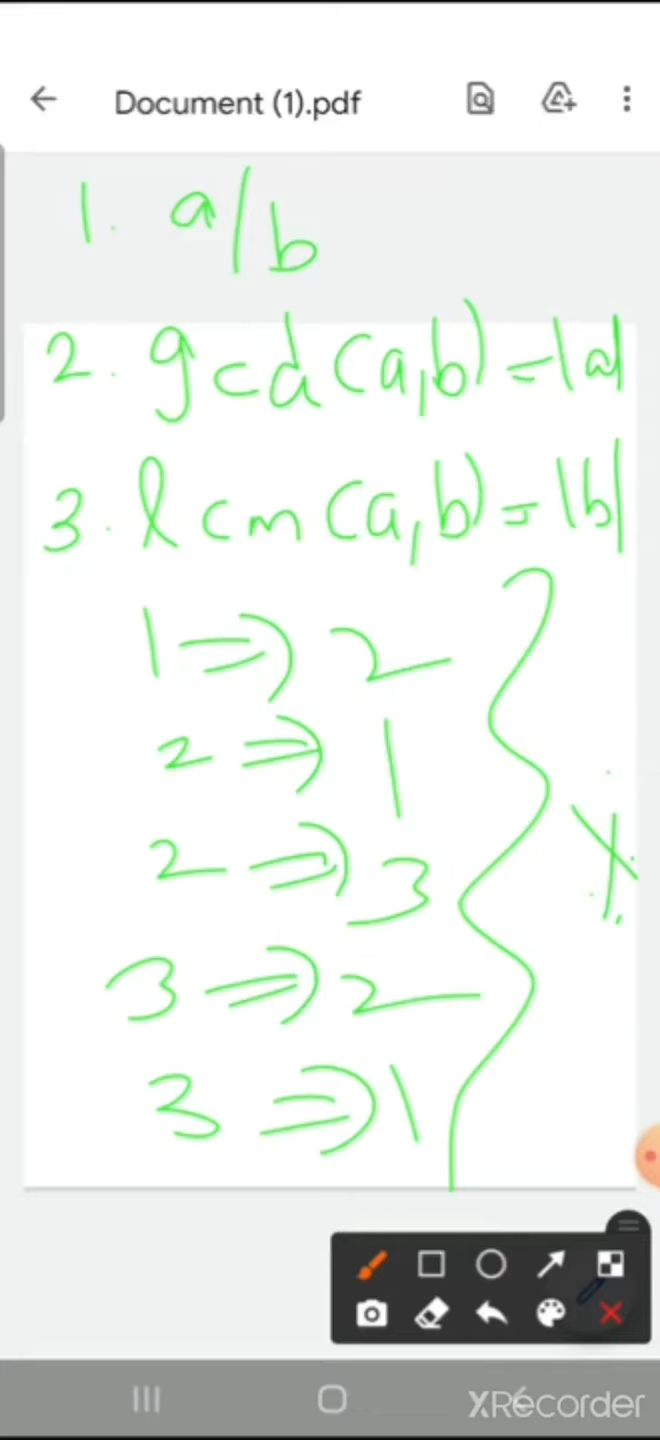 Document (1).pdf
1. a/b
2. gcd(a,b)=|a|
3. lcm(a,b)=|b|
1⇒2
2⇒1
2⇒3
3⇒2
3⇒1
XRecorder